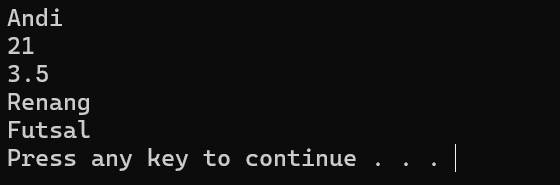 Andi
21
3.5
Renang
Futsal
Press any key to continue . . .